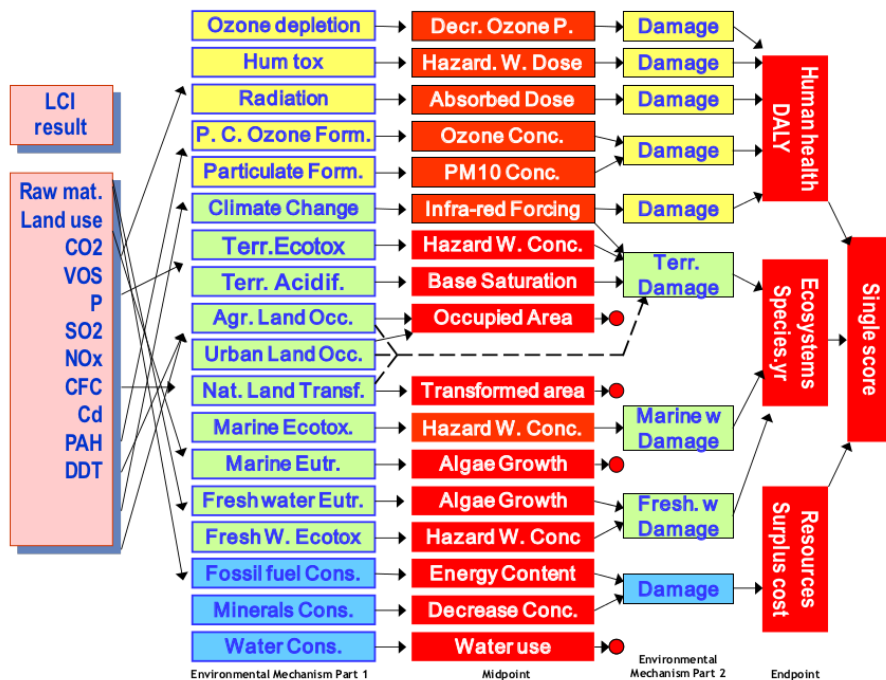 LCI
result
Raw mat.
Land use
CO2
VOS
P
SO2
NOx
CFC
Cd
PAH
DDT
Ozone depletion
Hum tox
Radiation
P. C. Ozone Form.
Particulate Form.
Climate Change
Terr.Ecotox
Terr. Acidif.
Agr. Land Occ.
Urban Land Occ.
Nat. Land Transf.
Marine Ecotox.
Marine Eutr.
Freshwater Eutr.
Fresh W. Ecotox
Fossil fuel Cons.
Minerals Cons.
Water Cons.
Environmental Mechanism Part 1
Decr. Ozone P.
Hazard. W. Dose
Absorbed Dose
Ozone Conc.
PM10 Conc.
Infra-red Forcing
Hazard W. Conc.
Base Saturation
Occupied Area
Transformed area
Hazard W. Conc.
Algae Growth
Algae Growth
Hazard W. Conc
Energy Content
Decrease Conc.
Water use
Midpoint
Damage
Damage
Damage
Damage
Damage
Terr.
Damage
Marine w
Damage
Fresh. w
Damage
Damage
Environmental
Mechanism Part 2
Human health
DALY
Ecosystems
Species.yr
Resources
Surplus cost
Endpoint
Single score